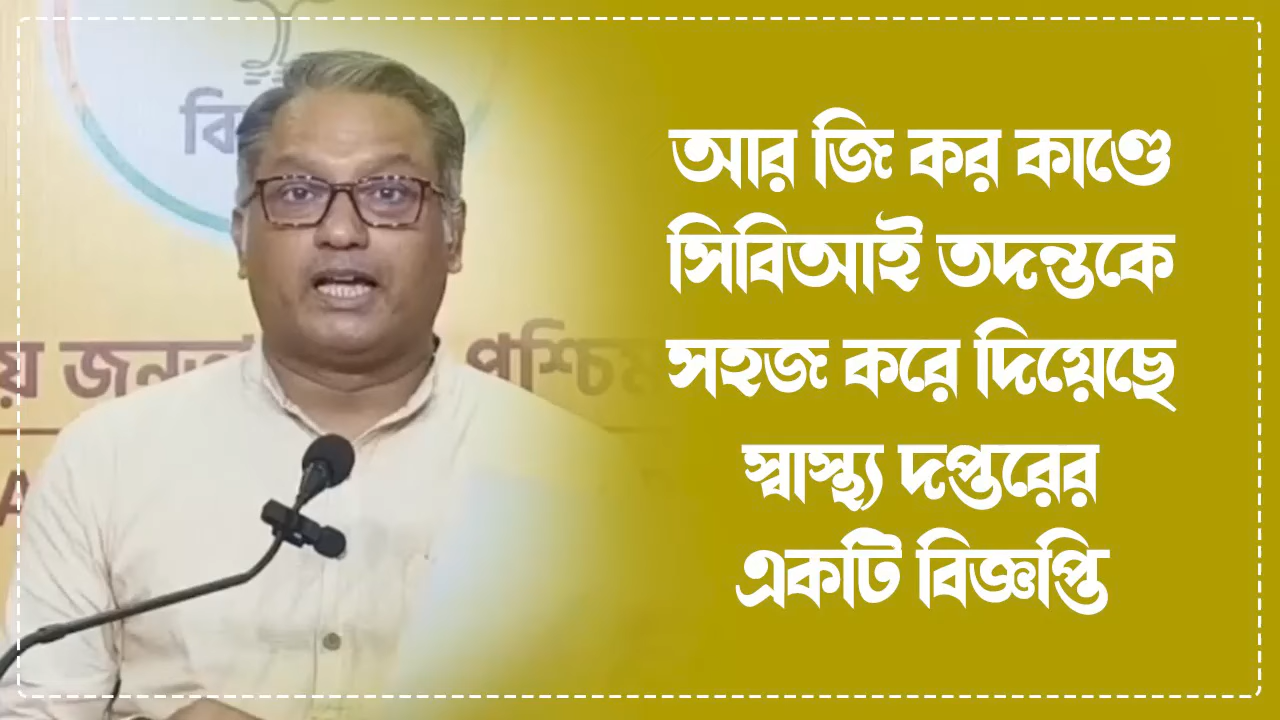 আর জি কর কাণ্ডে
সিবিআই তদন্তকে
সহজ করে দিয়েছে
স্বাস্থ্য দপ্তরের
একটি বিজ্ঞপ্তি